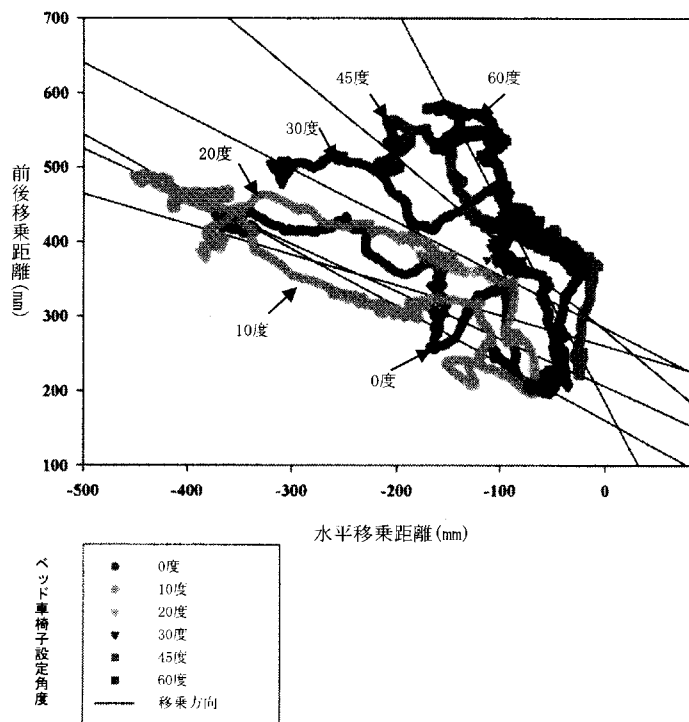 700
600
500
400
300
200
100
-500
-400
-300
-200
-100
0
前後移乗距離(mm)
水平移乗距離(mm)
45度
60度
30度
20度
10度
0度
ベッド車椅子設定角度
0度
10度
20度
30度
45度
60度
移乗方向